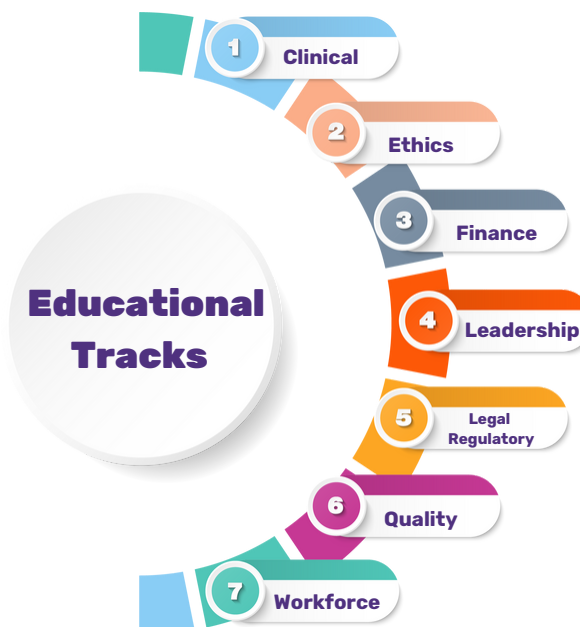 1
Clinical
2
Ethics
3
Finance
Educational
Tracks
4
Leadership
5
Legal
Regulatory
6
Quality
7
Workforce